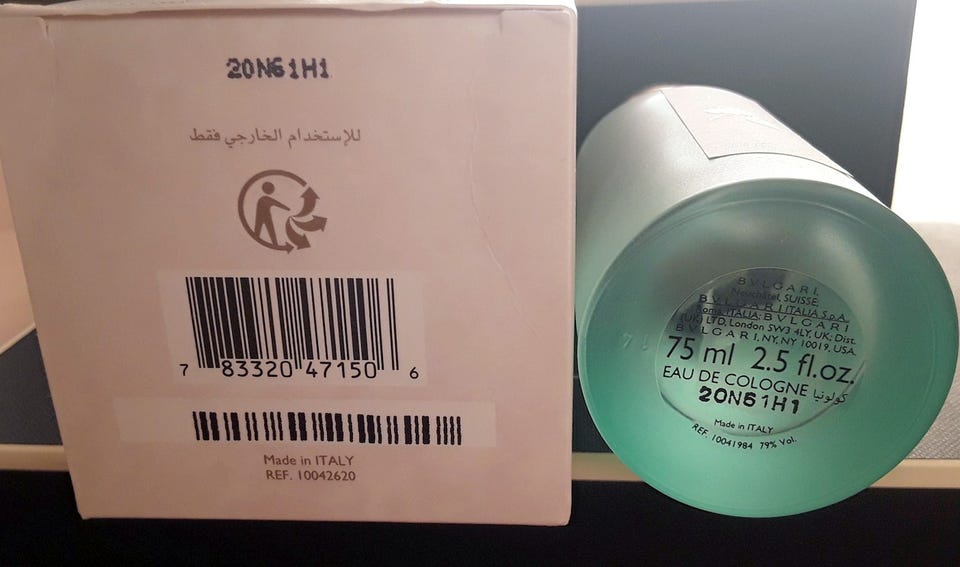 20N61H1
للإستخدام الخارجي فقط
7 83320 47150 6
Made in ITALY
REF. 10042620
BVLGARI,
Neuchâtel, SUISSE,
BVLGARI ITALIA S.p.A.
Roma, ITALIA; BVLGARI
(UK) LTD, London SW3 4LY, UK; Dist.
BVLGARI, NY, NY 10019, USA.
75 ml 2.5 fl.oz.
EAU DE COLOGNE كولونيا
20N61H1
Made in ITALY
REF. 10041984 79% Vol.